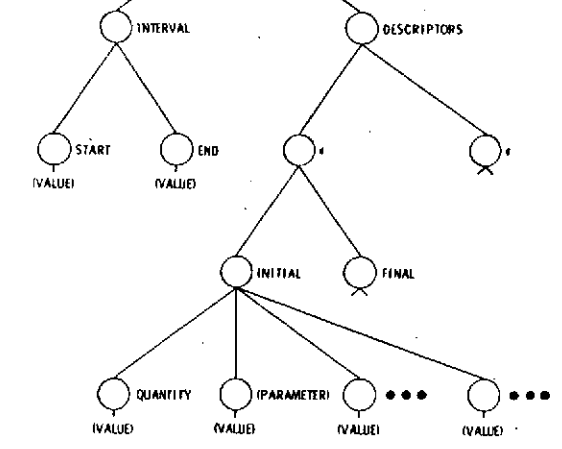 INTERVAL
DESCRIPTORS
START
END
(VALUE)
(VALUE)
INITIAL
FINAL
QUANTITY
(PARAMETER)
● ● ●
● ● ●
(VALUE)
(VALUE)
(VALUE)
(VALUE)